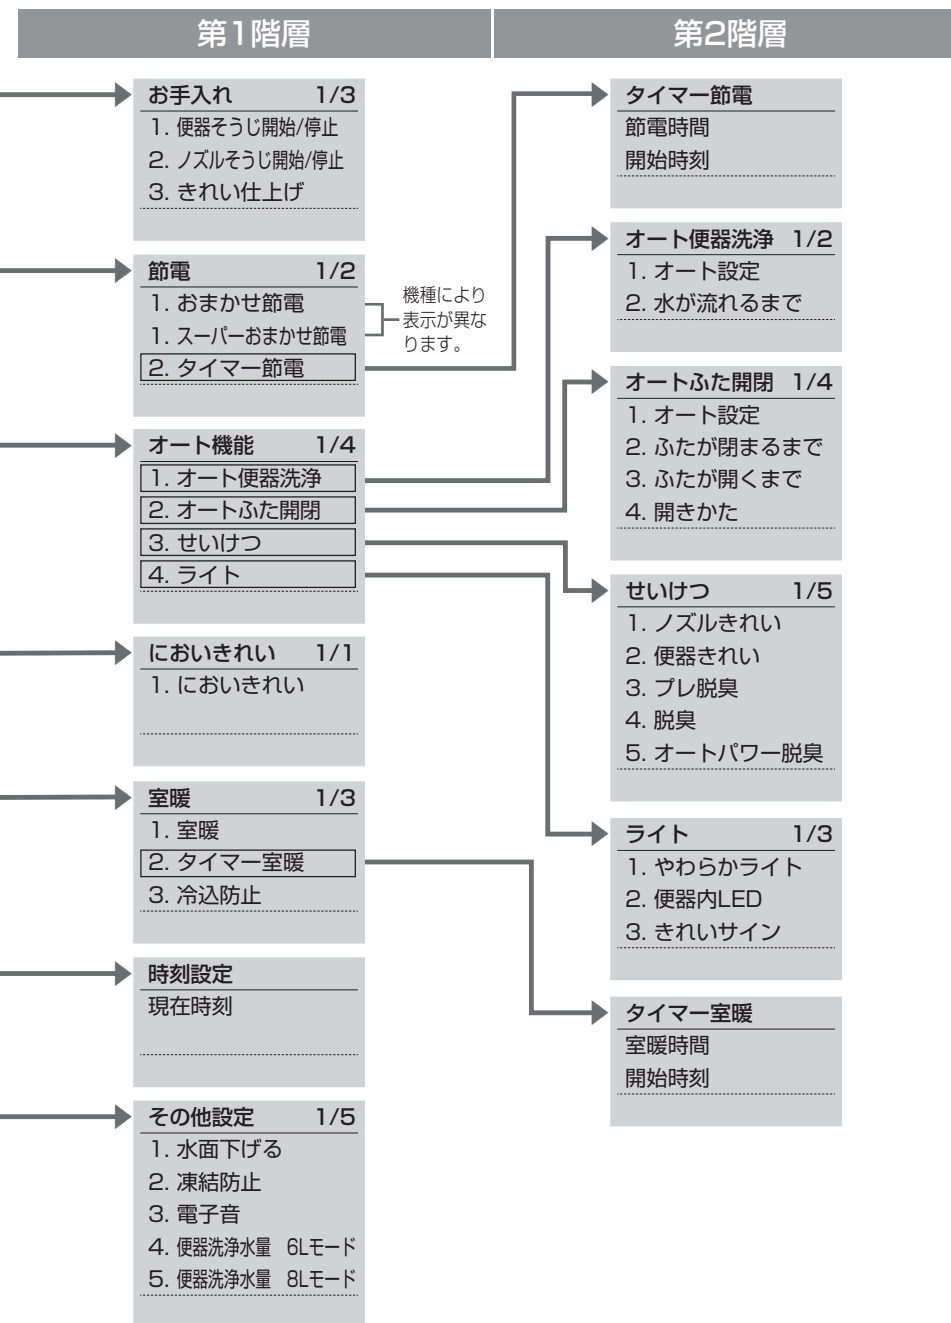 第1階層
お手入れ 1/3
1. 便器そうじ開始/停止
2. ノズルそうじ開始/停止
3. きれい仕上げ
節電 1/2
1. おまかせ節電
1. スーパーおまかせ節電
2. タイマー節電
機種により
表示が異な
ります。
オート機能 1/4
1. オート便器洗浄
2. オートふた開閉
3. せいけつ
4. ライト
においきれい 1/1
1. においきれい
室暖 1/3
1. 室暖
2. タイマー室暖
3. 冷込防止
時刻設定
現在時刻
その他設定 1/5
1. 水面下げる
2. 凍結防止
3. 電子音
4. 便器洗浄水量 6Lモード
5. 便器洗浄水量 8Lモード
第2階層
タイマー節電
節電時間
開始時刻
オート便器洗浄 1/2
1. オート設定
2. 水が流れるまで
オートふた開閉 1/4
1. オート設定
2. ふたが閉まるまで
3. ふたが開くまで
4. 開きかた
せいけつ 1/5
1. ノズルきれい
2. 便器きれい
3. プレ脱臭
4. 脱臭
5. オートパワー脱臭
ライト 1/3
1. やわらかライト
2. 便器内LED
3. きれいサイン
タイマー室暖
室暖時間
開始時刻